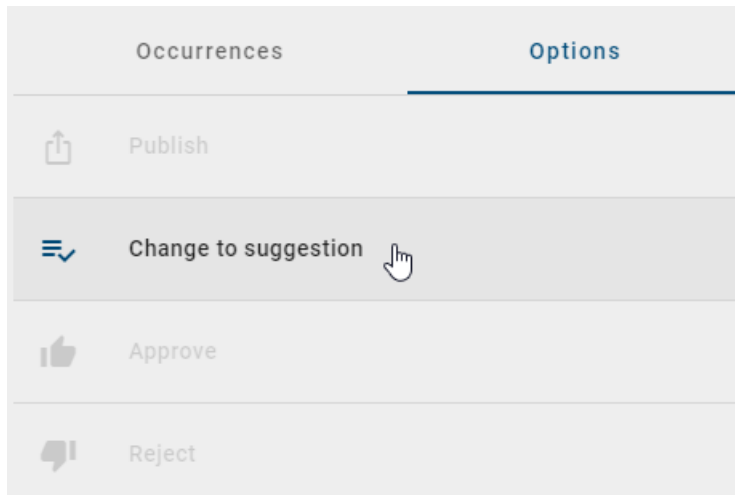 Occurrences Options
Publish
Change to suggestion
Approve
Reject